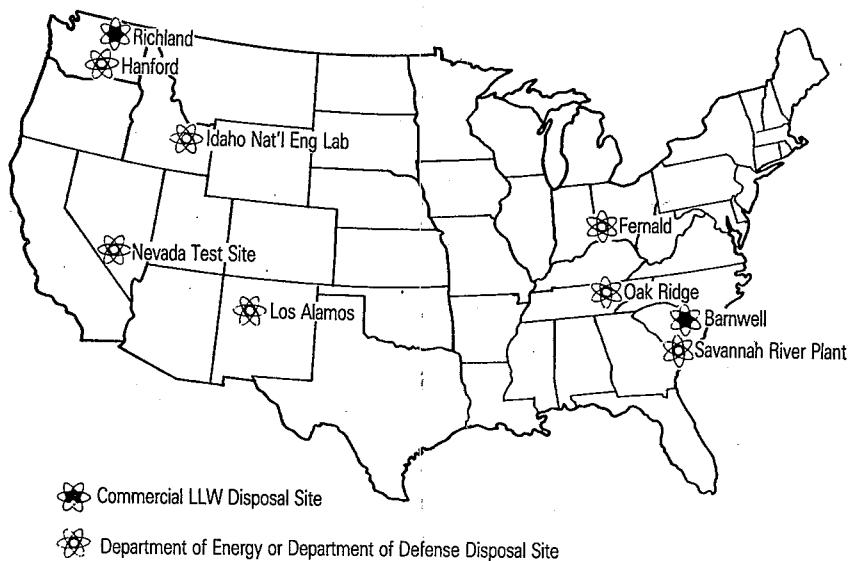 Richland
Hanford
Idaho Nat'l Eng Lab
Fernald
Nevada Test Site
Oak Ridge
Los Alamos
Barnwell
Savannah River Plant
Commercial LLW Disposal Site
Department of Energy or Department of Defense Disposal Site